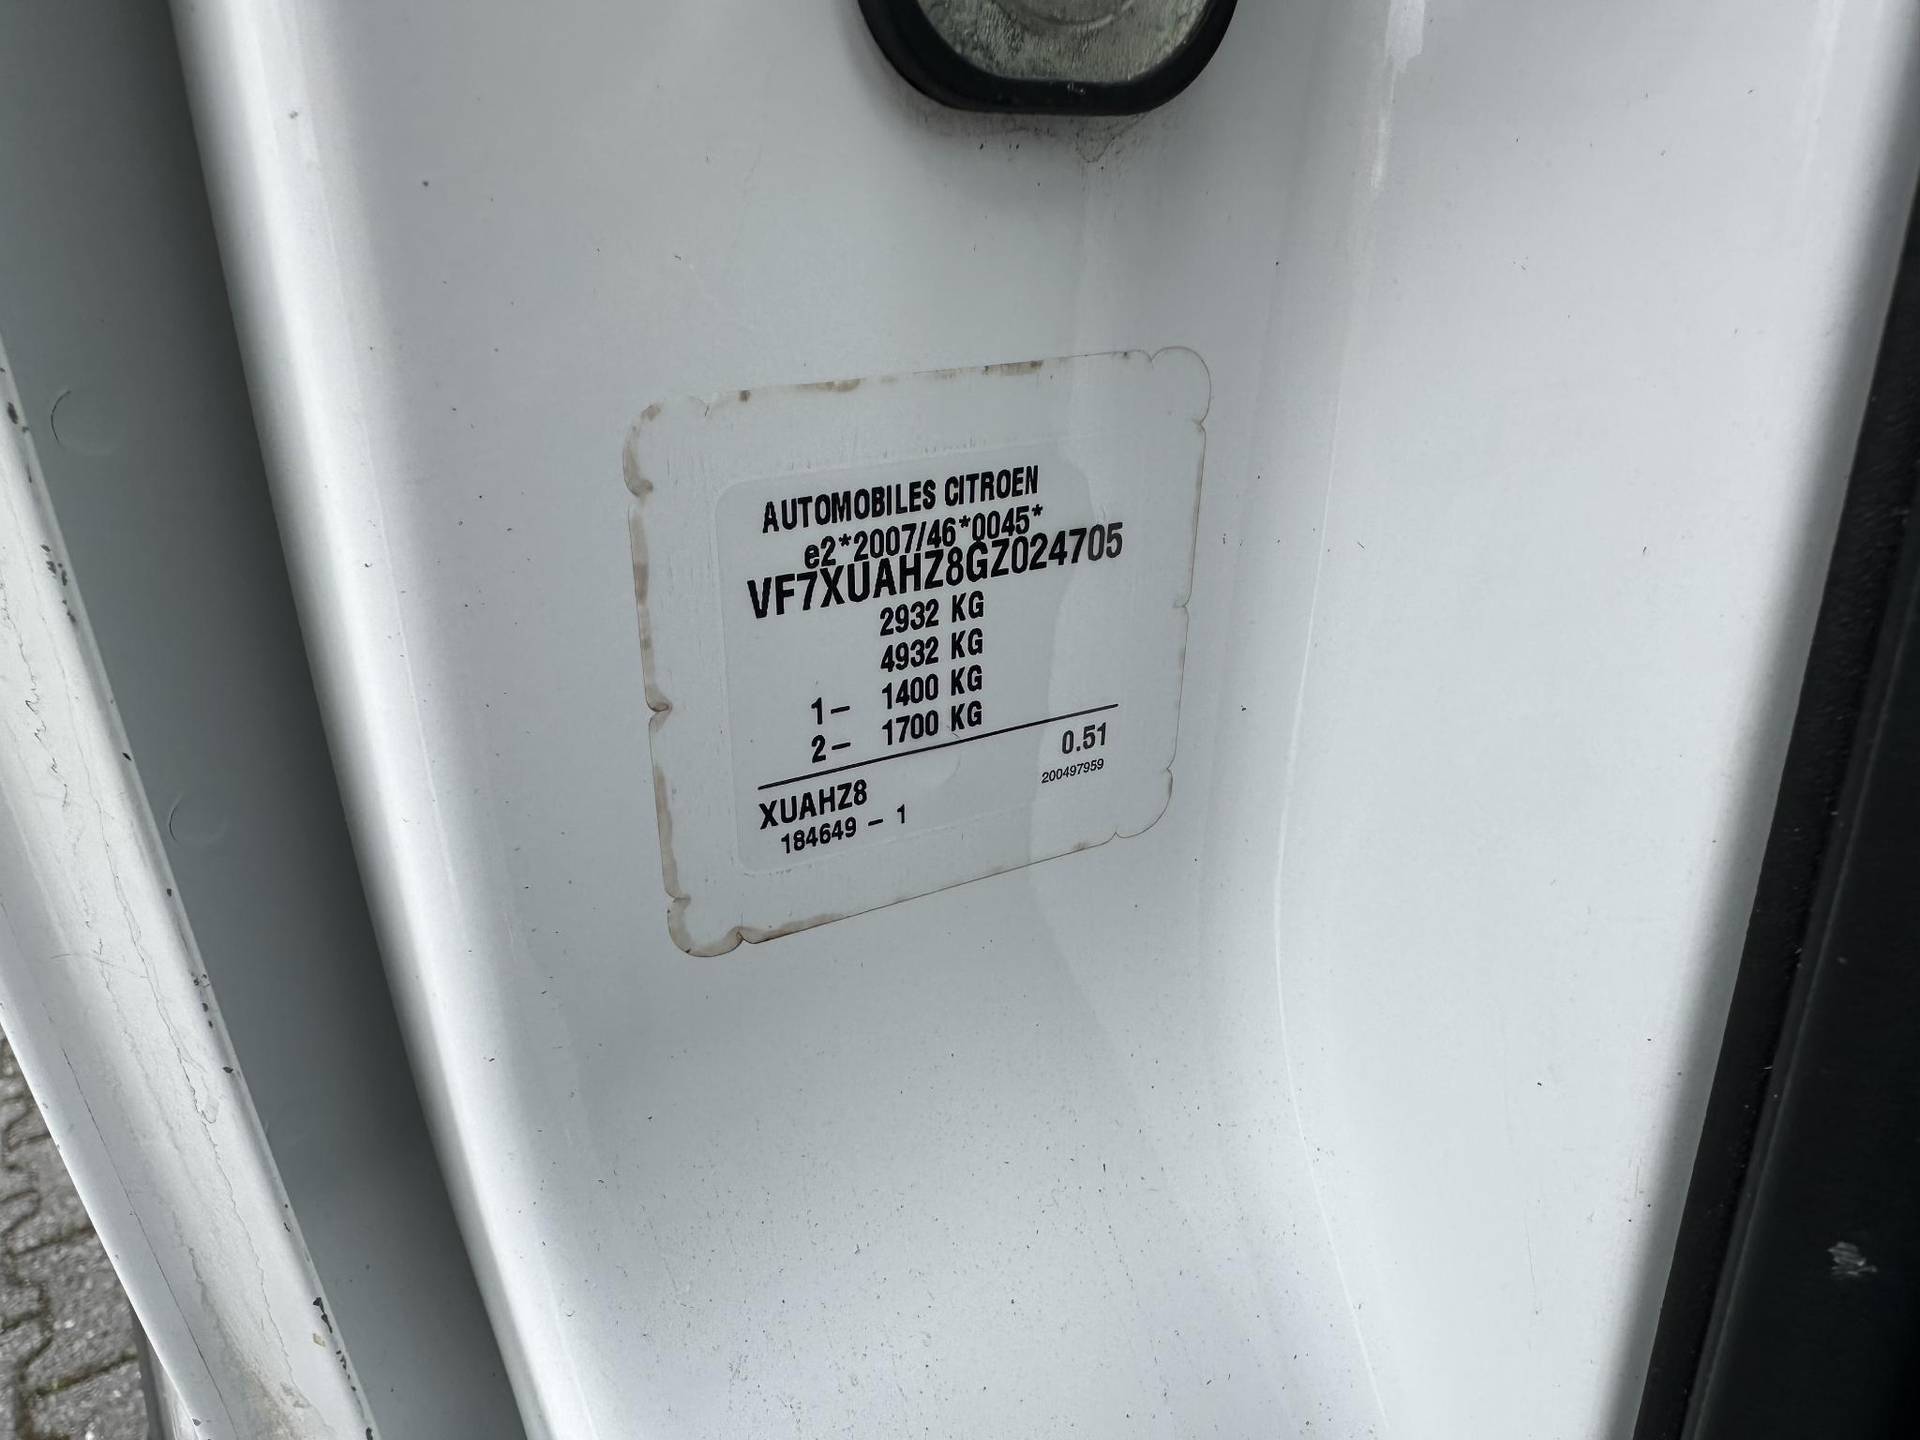 AUTOMOBILES CITROEN
e2*2007/46*0045*
VF7XUAHZ8GZ024705
2932 KG
4932 KG
1- 1400 KG
2- 1700 KG
0.51
XUAHZ8
200497959
184649 - 1